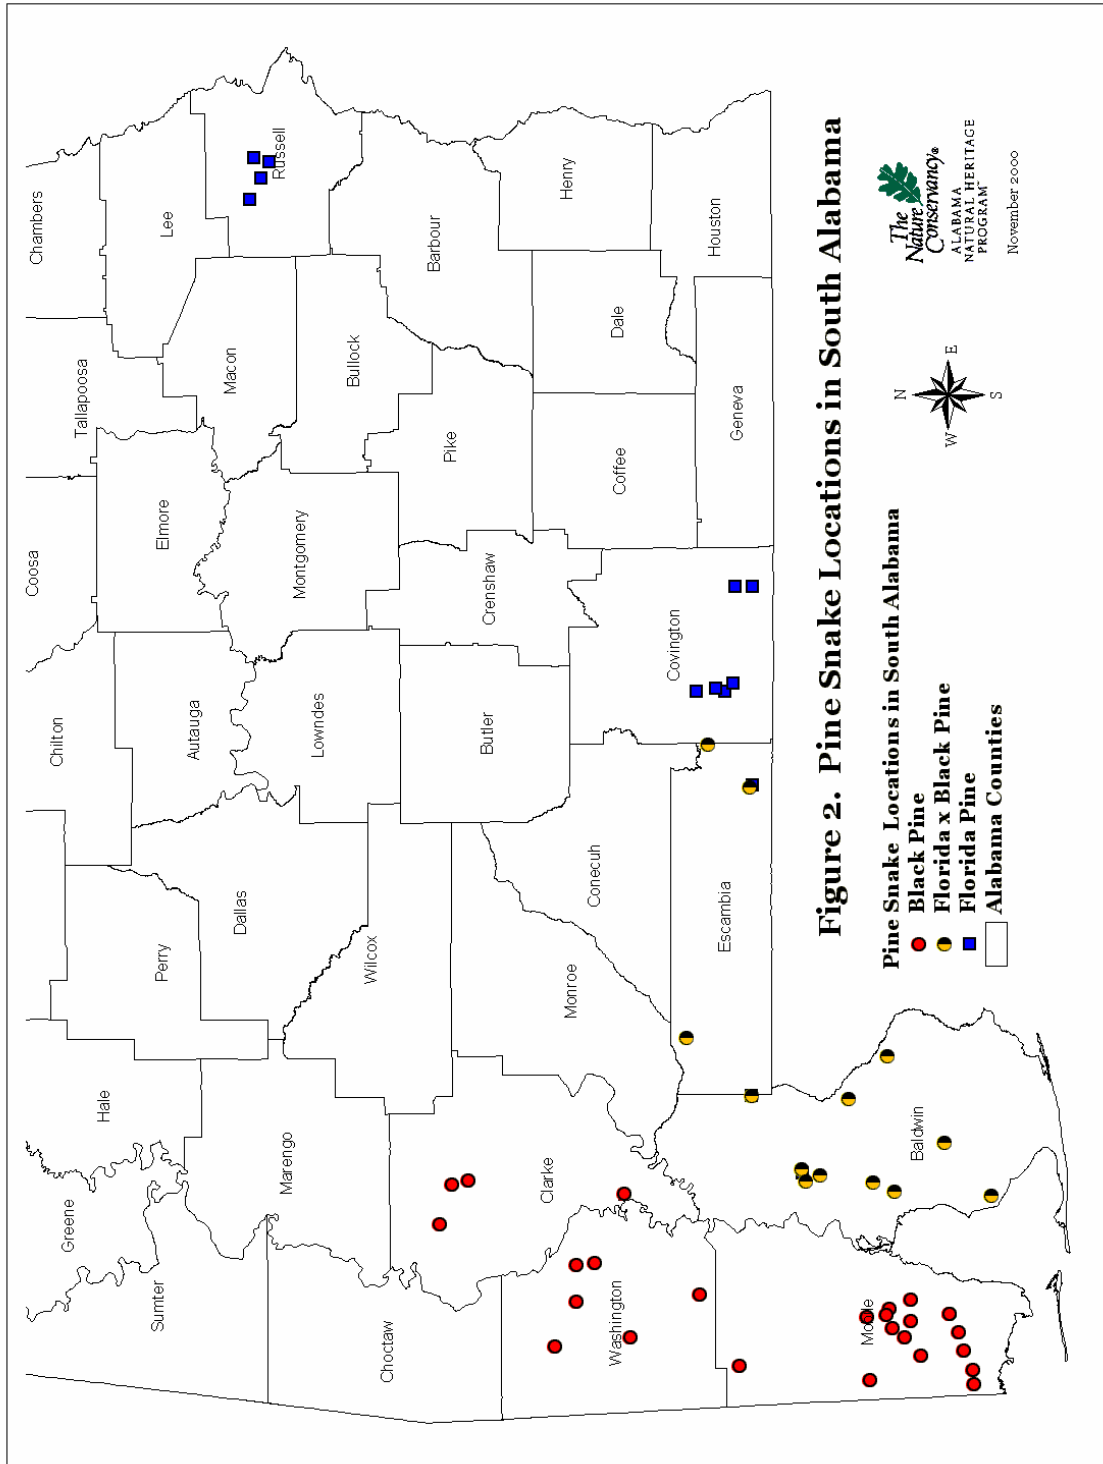 Chambers
Tallapoosa
Coosa
Chilton
Lee
Russell
Macon
Elmore
Autauga
Perry
Hale
Greene
Sumter
Dallas
Marengo
Montgomery
Bullock
Lowndes
Wilcox
Barbour
Pike
Crenshaw
Butler
Choctaw
Henry
Clarke
Monroe
Conecuh
Coffee
Dale
Washington
Covington
Houston
Geneva
Escambia
Mobile
Baldwin
Figure 2. Pine Snake Locations in South Alabama
Pine Snake Locations in South Alabama
Black Pine
Florida x Black Pine
Florida Pine
Alabama Counties
N
W
E
S
The
Nature
Conservancy®
ALABAMA
NATURAL HERITAGE
PROGRAM℠
November 2000